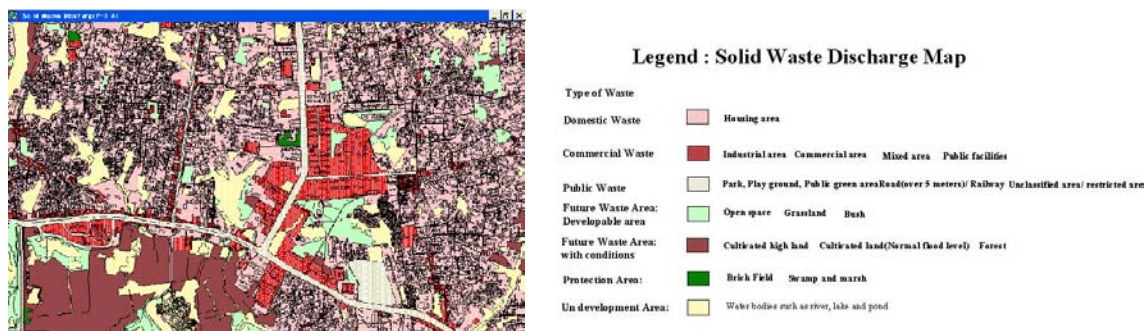 Solid Waste Discharge
Legend : Solid Waste Discharge Map
Type of Waste
Domestic Waste Housing area
Commercial Waste Industrial area Commercial area Mixed area Public facilities
Public Waste Park, Play ground, Public green areaRoad(over 5 meters)/ Railway Unclassified area/ restricted are
Future Waste Area: Open space Grassland Bush
Developable area
Future Waste Area: Cultivated high land Cultivated land(Normal flood level) Forest
with conditions
Protection Area: Brick Field Swamp and marsh
Un development Area: Water bodies such as river, lake and pond